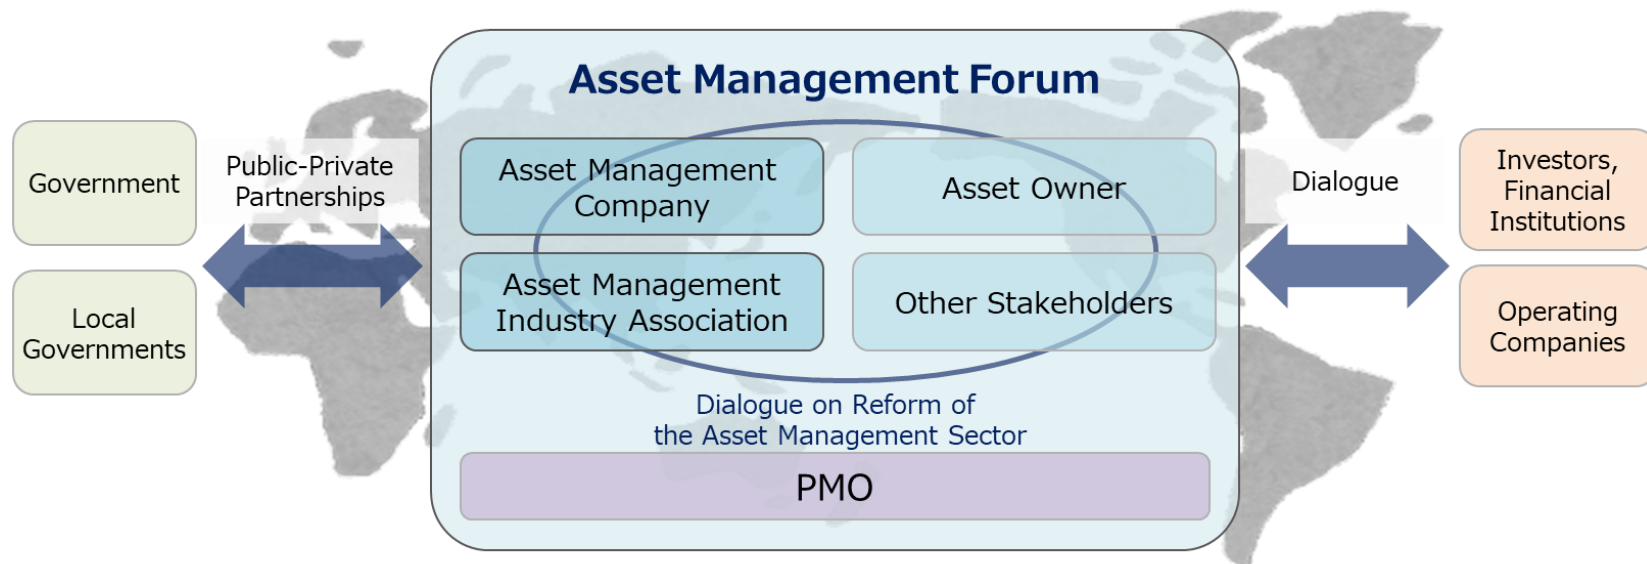 Asset Management Forum
Government
Local
Governments
Public-Private
Partnerships
Asset Management
Company
Asset Owner
Asset Management
Industry Association
Other Stakeholders
Dialogue on Reform of
the Asset Management Sector
PMO
Dialogue
Investors,
Financial
Institutions
Operating
Companies